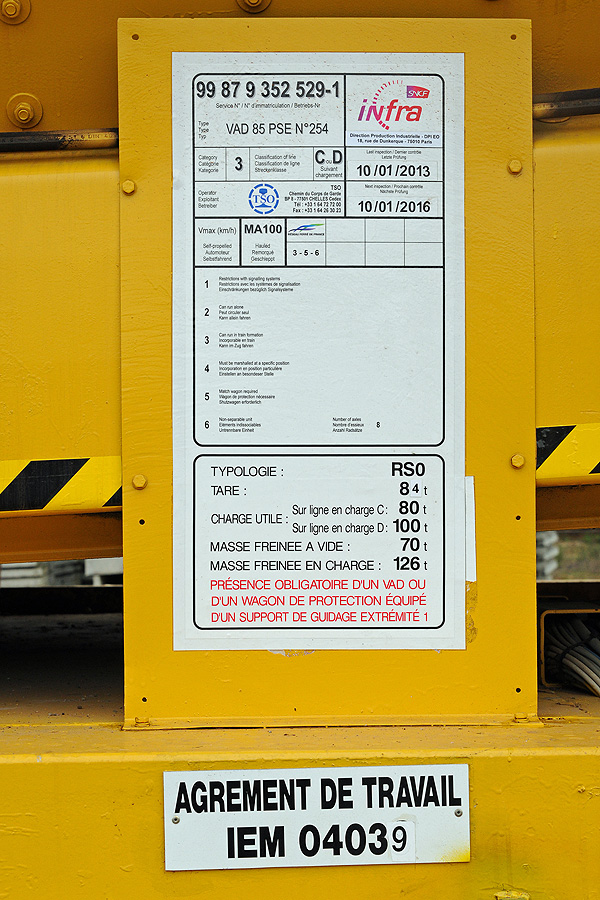 99 87 9 352 529-1
Service N° / N° d'immatriculation / Betriebs-Nr
SNCF
infra
Direction Production Industrielle - DPI EO
18, rue de Dunkerque - 75010 Paris
Type
Type
Typen
VAD 85 PSE N°254
Last inspection / Dernier contrôle
Letzte Prüfung
10/01/2013
Category
Catégorie
Kategorie
3
Classification of line
Classification de ligne
Streckenklasse
C ou D
Suivant
chargement
Next inspection / Prochain contrôle
Nächste Prüfung
10/01/2016
Operator
Exploitant
Betreiber
TSO
TSO
Chemin du Corps de Garde
BP 8 - 77501 CHELLES Cedex
Tél : +33 1 64 72 72 00
Fax : +33 1 64 26 30 23
Vmax (km/h)
MA100
RÉSEAU FERRÉ DE FRANCE
Self-propelled
Automoteur
Selbstfahrend
Hauled
Remorqué
Geschleppt
3 - 5 - 6
1
Restrictions with signalling systems
Restrictions avec les systèmes de signalisation
Einschränkungen bezüglich Signalsysteme
2
Can run alone
Peut circuler seul
Kann allein fahren
3
Can run in train formation
Incorporable en train
Kann im Zug fahren
4
Must be marshalled at a specific position
Incorporation en position particulière
Einstellen an besondeser Stelle
5
Match wagon required
Wagon de protection nécessaire
Shutzwagen erforderlich
6
Non-separable unit
Eléments indissociables
Untrennbare Einheit
Number of axles
Nombre d'essieux
Anzahl Radsätze
8
TYPOLOGIE : RS0
TARE : 84 t
CHARGE UTILE : Sur ligne en charge C : 80 t
Sur ligne en charge D : 100 t
MASSE FREINEE A VIDE : 70 t
MASSE FREINEE EN CHARGE : 126 t
PRÉSENCE OBLIGATOIRE D'UN VAD OU
D'UN WAGON DE PROTECTION ÉQUIPÉ
D'UN SUPPORT DE GUIDAGE EXTRÉMITÉ 1
AGREMENT DE TRAVAIL
IEM 04039